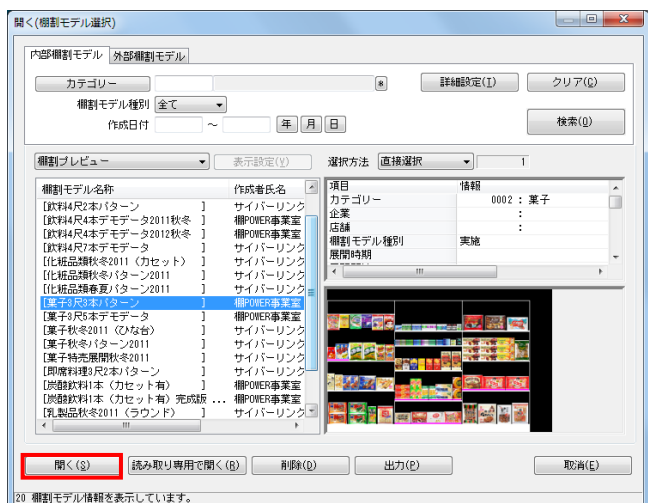 開く(棚割モデル選択)
内部棚割モデル 外部棚割モデル
カテゴリー * 詳細設定(I) クリア(C)
棚割モデル種別 全て
作成日付 ～ 年 月 日 検索(Q)
棚割プレビュー 表示設定(V) 選択方法 直接選択 1
棚割モデル名称 作成者氏名
[飲料4尺2本パターン ] サイバーリンク
[飲料4尺4本デモデータ2011秋冬 ] 棚POWER事業室
[飲料4尺4本デモデータ2012秋冬 ] 棚POWER事業室
[飲料4尺7本デモデータ ] サイバーリンク
[化粧品類秋冬2011（カセット） ] サイバーリンク
[化粧品類秋冬パターン2011 ] サイバーリンク
[化粧品類春夏パターン2011 ] サイバーリンク
[菓子3尺3本パターン ] 棚POWER事業室
[菓子3尺5本デモデータ ] 棚POWER事業室
[菓子秋冬2011（ひな台） ] サイバーリンク
[菓子秋冬パターン2011 ] サイバーリンク
[菓子特売展開秋冬2011 ] サイバーリンク
[即席料理3尺2本パターン ] サイバーリンク
[炭酸飲料1本（カセット有） ] 棚POWER事業室
[炭酸飲料1本（カセット有）完成版 ... 棚POWER事業室
[乳製品秋冬2011（ラウンド） ] サイバーリンク
項目 情報
カテゴリー 0002 : 菓子
企業 :
店舗 :
棚割モデル種別 実施
展開時期
開く(S) 読み取り専用で開く(R) 削除(D) 出力(P) 取消(E)
20 棚割モデル情報を表示しています。